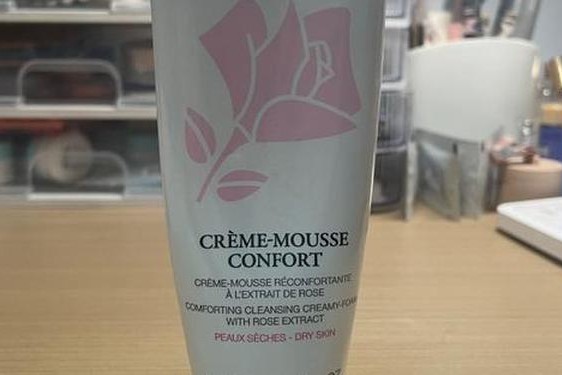 CRÈME-MOUSSE
CONFORT
CRÈME-MOUSSE RÉCONFORTANTE
À L'EXTRAIT DE ROSE
COMFORTING CLEANSING CREAMY-FOAM
WITH ROSE EXTRACT
PEAUX SÈCHES - DRY SKIN